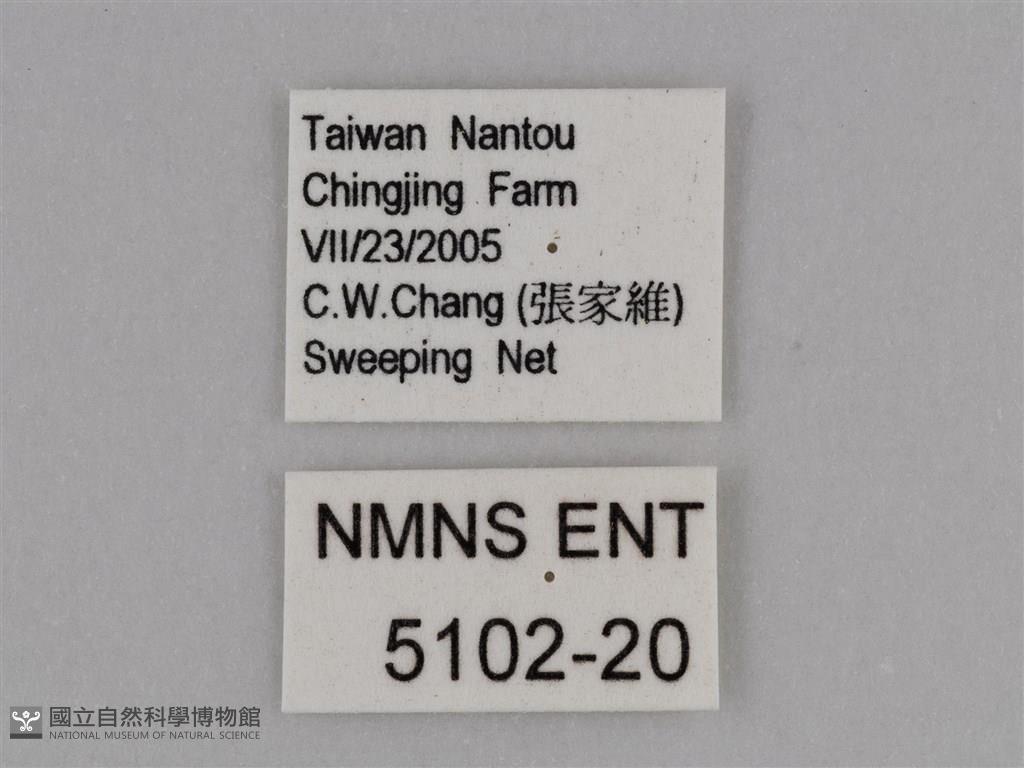 Taiwan Nantou
Chingjing Farm
VII/23/2005
C.W.Chang (張家維)
Sweeping Net
NMNS ENT
5102-20
國立自然科學博物館
NATIONAL MUSEUM OF NATURAL SCIENCE